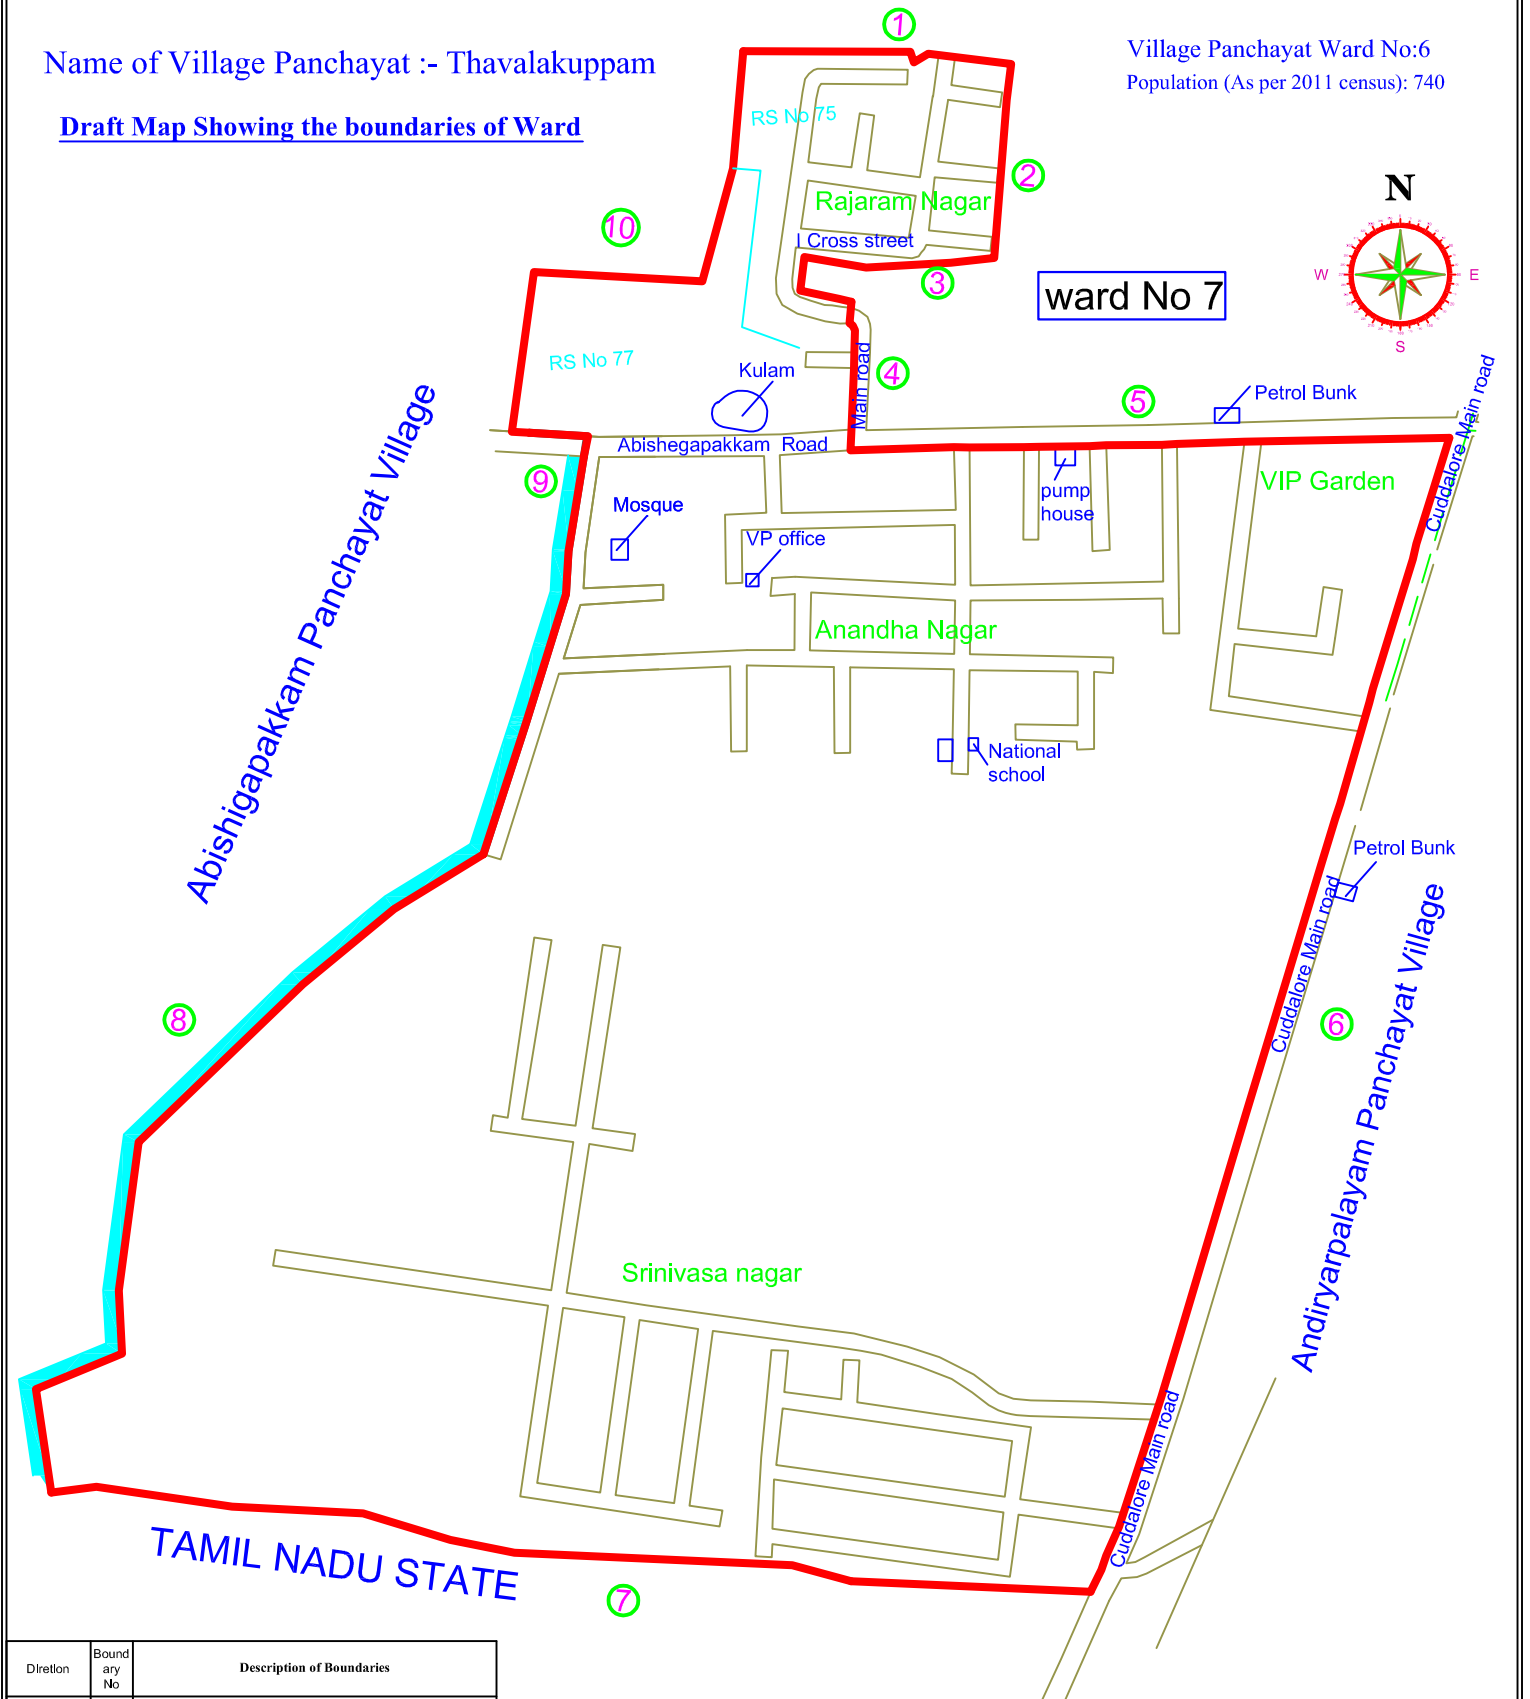 Name of Village Panchayat :- Thavalakuppam
Draft Map Showing the boundaries of Ward
Village Panchayat Ward No:6
Population (As per 2011 census): 740
1
RS No 75
2
N
Rajaram Nagar
10
I Cross street
W
E
S
3
ward No 7
RS No 77
Kulam
Main road
4
5
Petrol Bunk
Cuddalore Main road
Abishegapakkam Road
9
Mosque
VP office
pump
house
VIP Garden
Abishigapakkam Panchayat Village
Anandha Nagar
National
school
Petrol Bunk
Cuddalore Main road
Andiryarpalayam Panchayat Village
8
6
Srinivasa nagar
Cuddalore Main road
TAMIL NADU STATE
7
Diretion
Bound
ary
No
Description of Boundaries